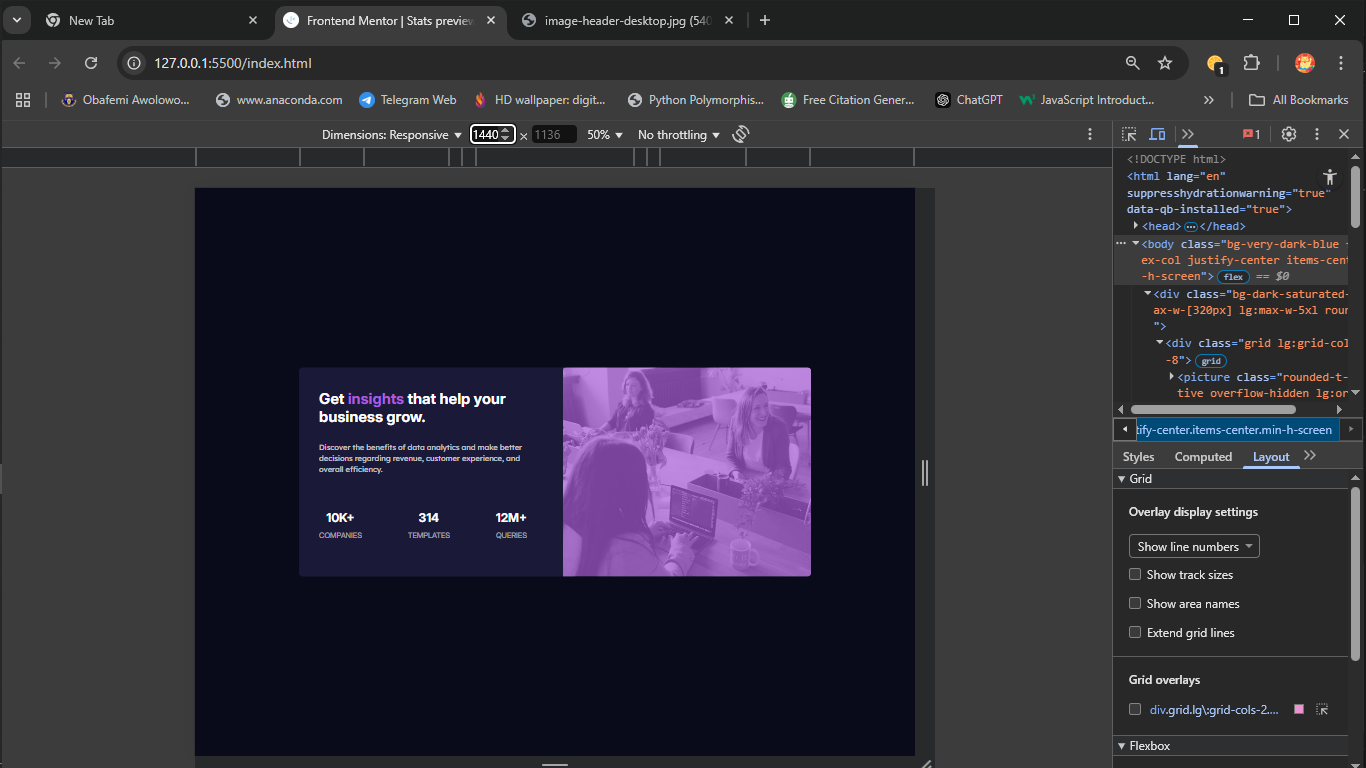 New Tab
Frontend Mentor | Stats preview
image-header-desktop.jpg (540
127.0.0.1:5500/index.html
1
Obafemi Awolowo...
www.anaconda.com
Telegram Web
HD wallpaper: digit...
Python Polymorphis...
Free Citation Gener...
ChatGPT
JavaScript Introduct...
All Bookmarks
Dimensions: Responsive
1440
×
1136
50%
No throttling
1
<!DOCTYPE html>
<html lang="en"
suppresshydrationwarning="true"
data-qb-installed="true">
<head>
</head>
<body class="bg-very-dark-blue
ex-col justify-center items-cent
-h-screen">
flex
== $0
<div class="bg-dark-saturated-
ax-w-[320px] lg:max-w-5xl roun
">
<div class="grid lg:grid-col
-8">
grid
<picture class="rounded-t-
tive overflow-hidden lg:or
tify-center.items-center.min-h-screen
Styles
Computed
Layout
Grid
Overlay display settings
Show line numbers
Show track sizes
Show area names
Extend grid lines
Grid overlays
div.grid.lg\:grid-cols-2....
Flexbox
Get insights that help your
business grow.
Discover the benefits of data analytics and make better
decisions regarding revenue, customer experience, and
overall efficiency.
10K+
COMPANIES
314
TEMPLATES
12M+
QUERIES